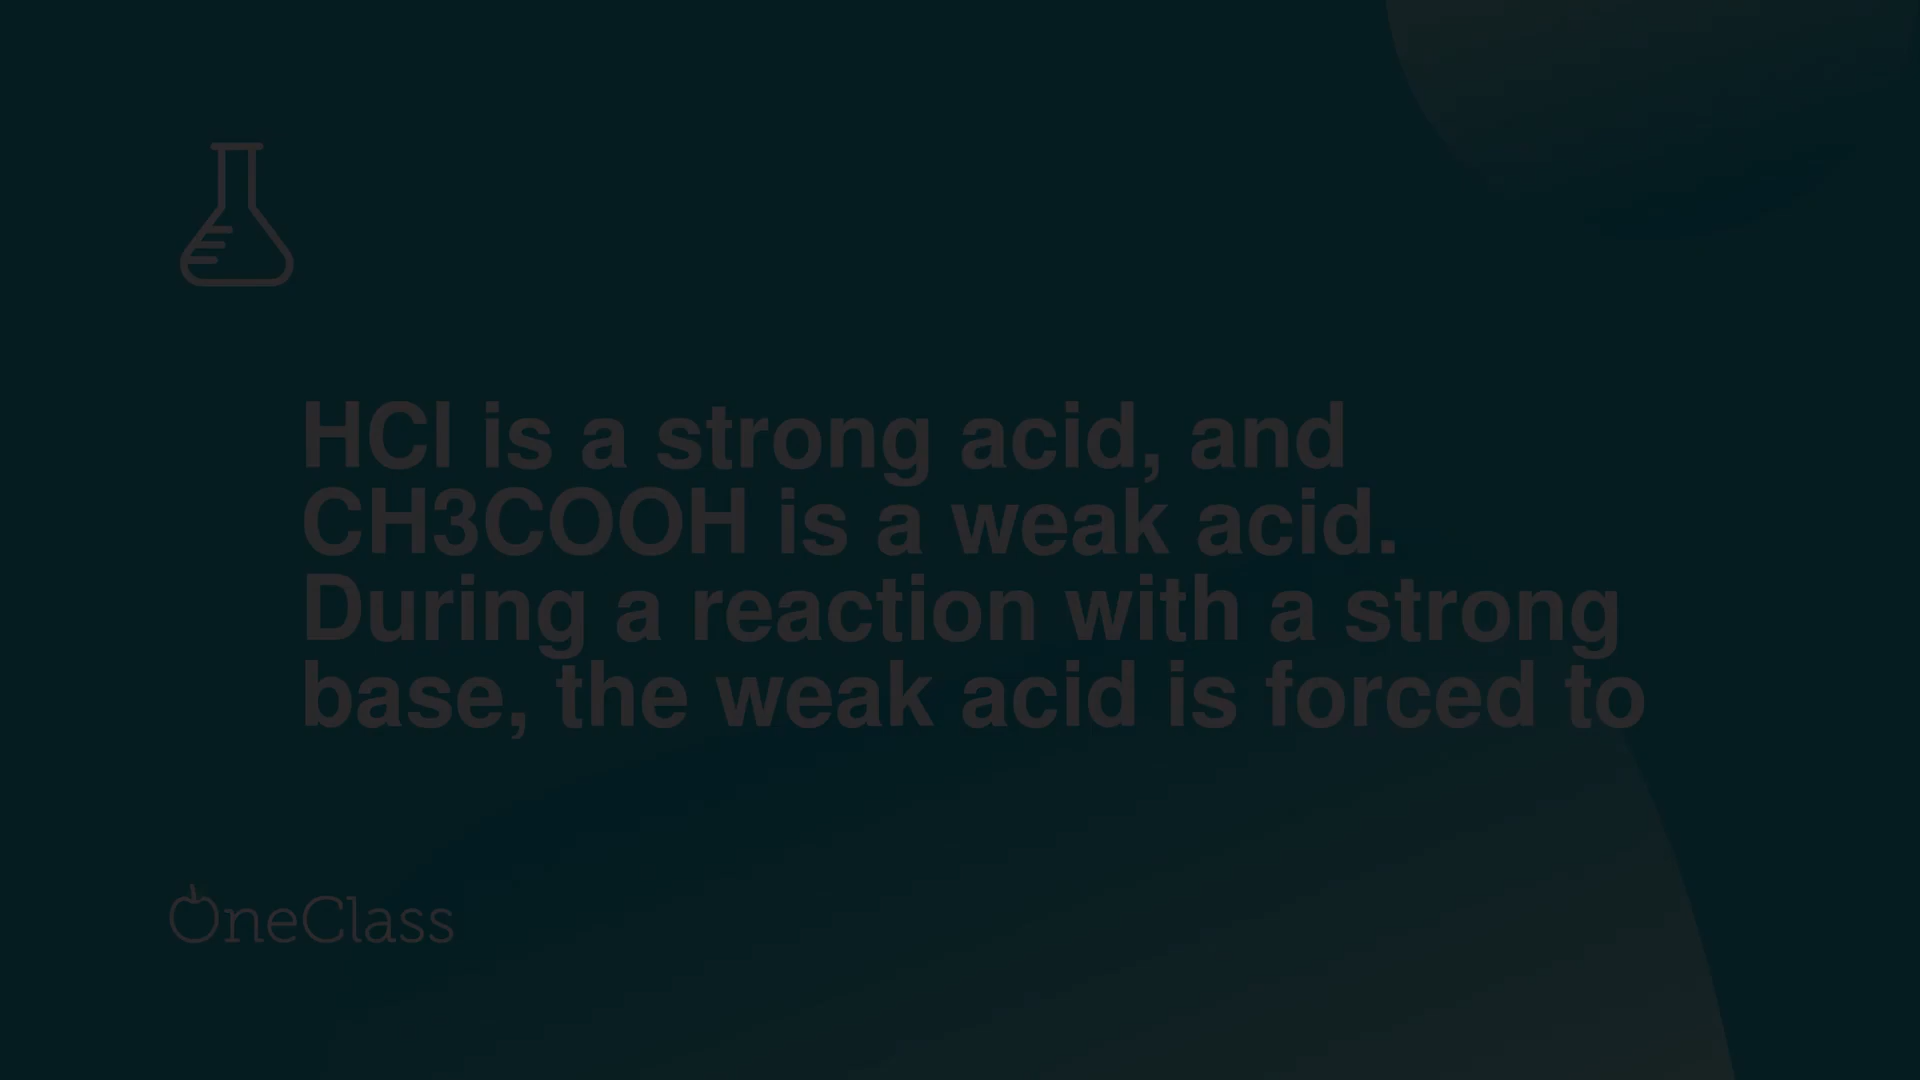 HCl is a strong acid, and
CH3COOH is a weak acid.
During a reaction with a strong
base, the weak acid is forced to
OneClass